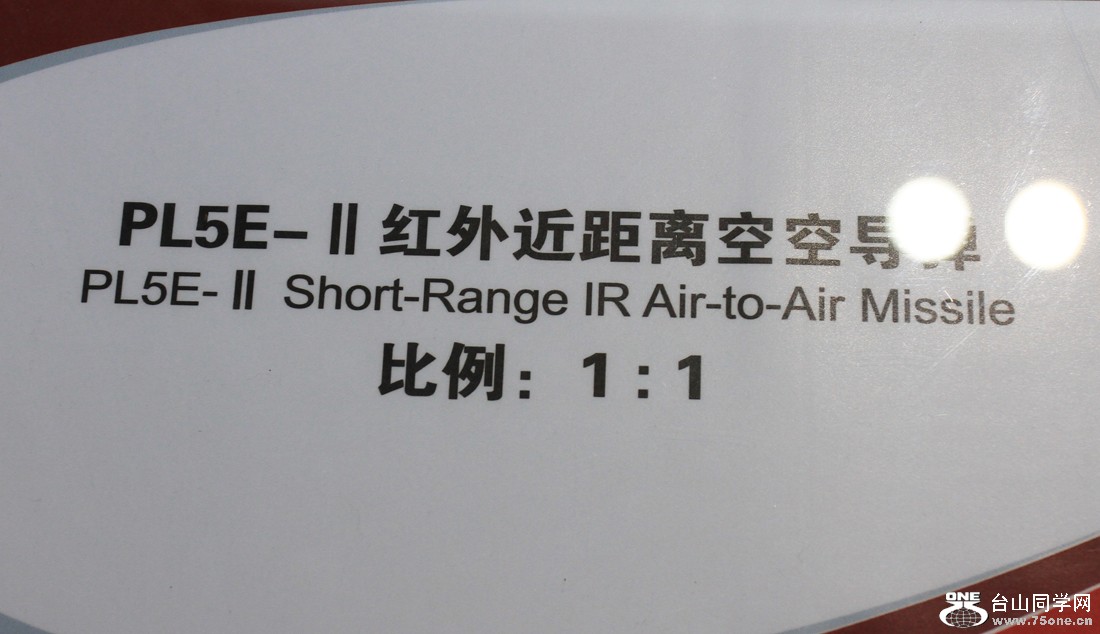 PL5E-Ⅱ 红外近距离空空导弹
PL5E-Ⅱ Short-Range IR Air-to-Air Missile
比例：1:1
ONE 台山同学网
www.75one.cn